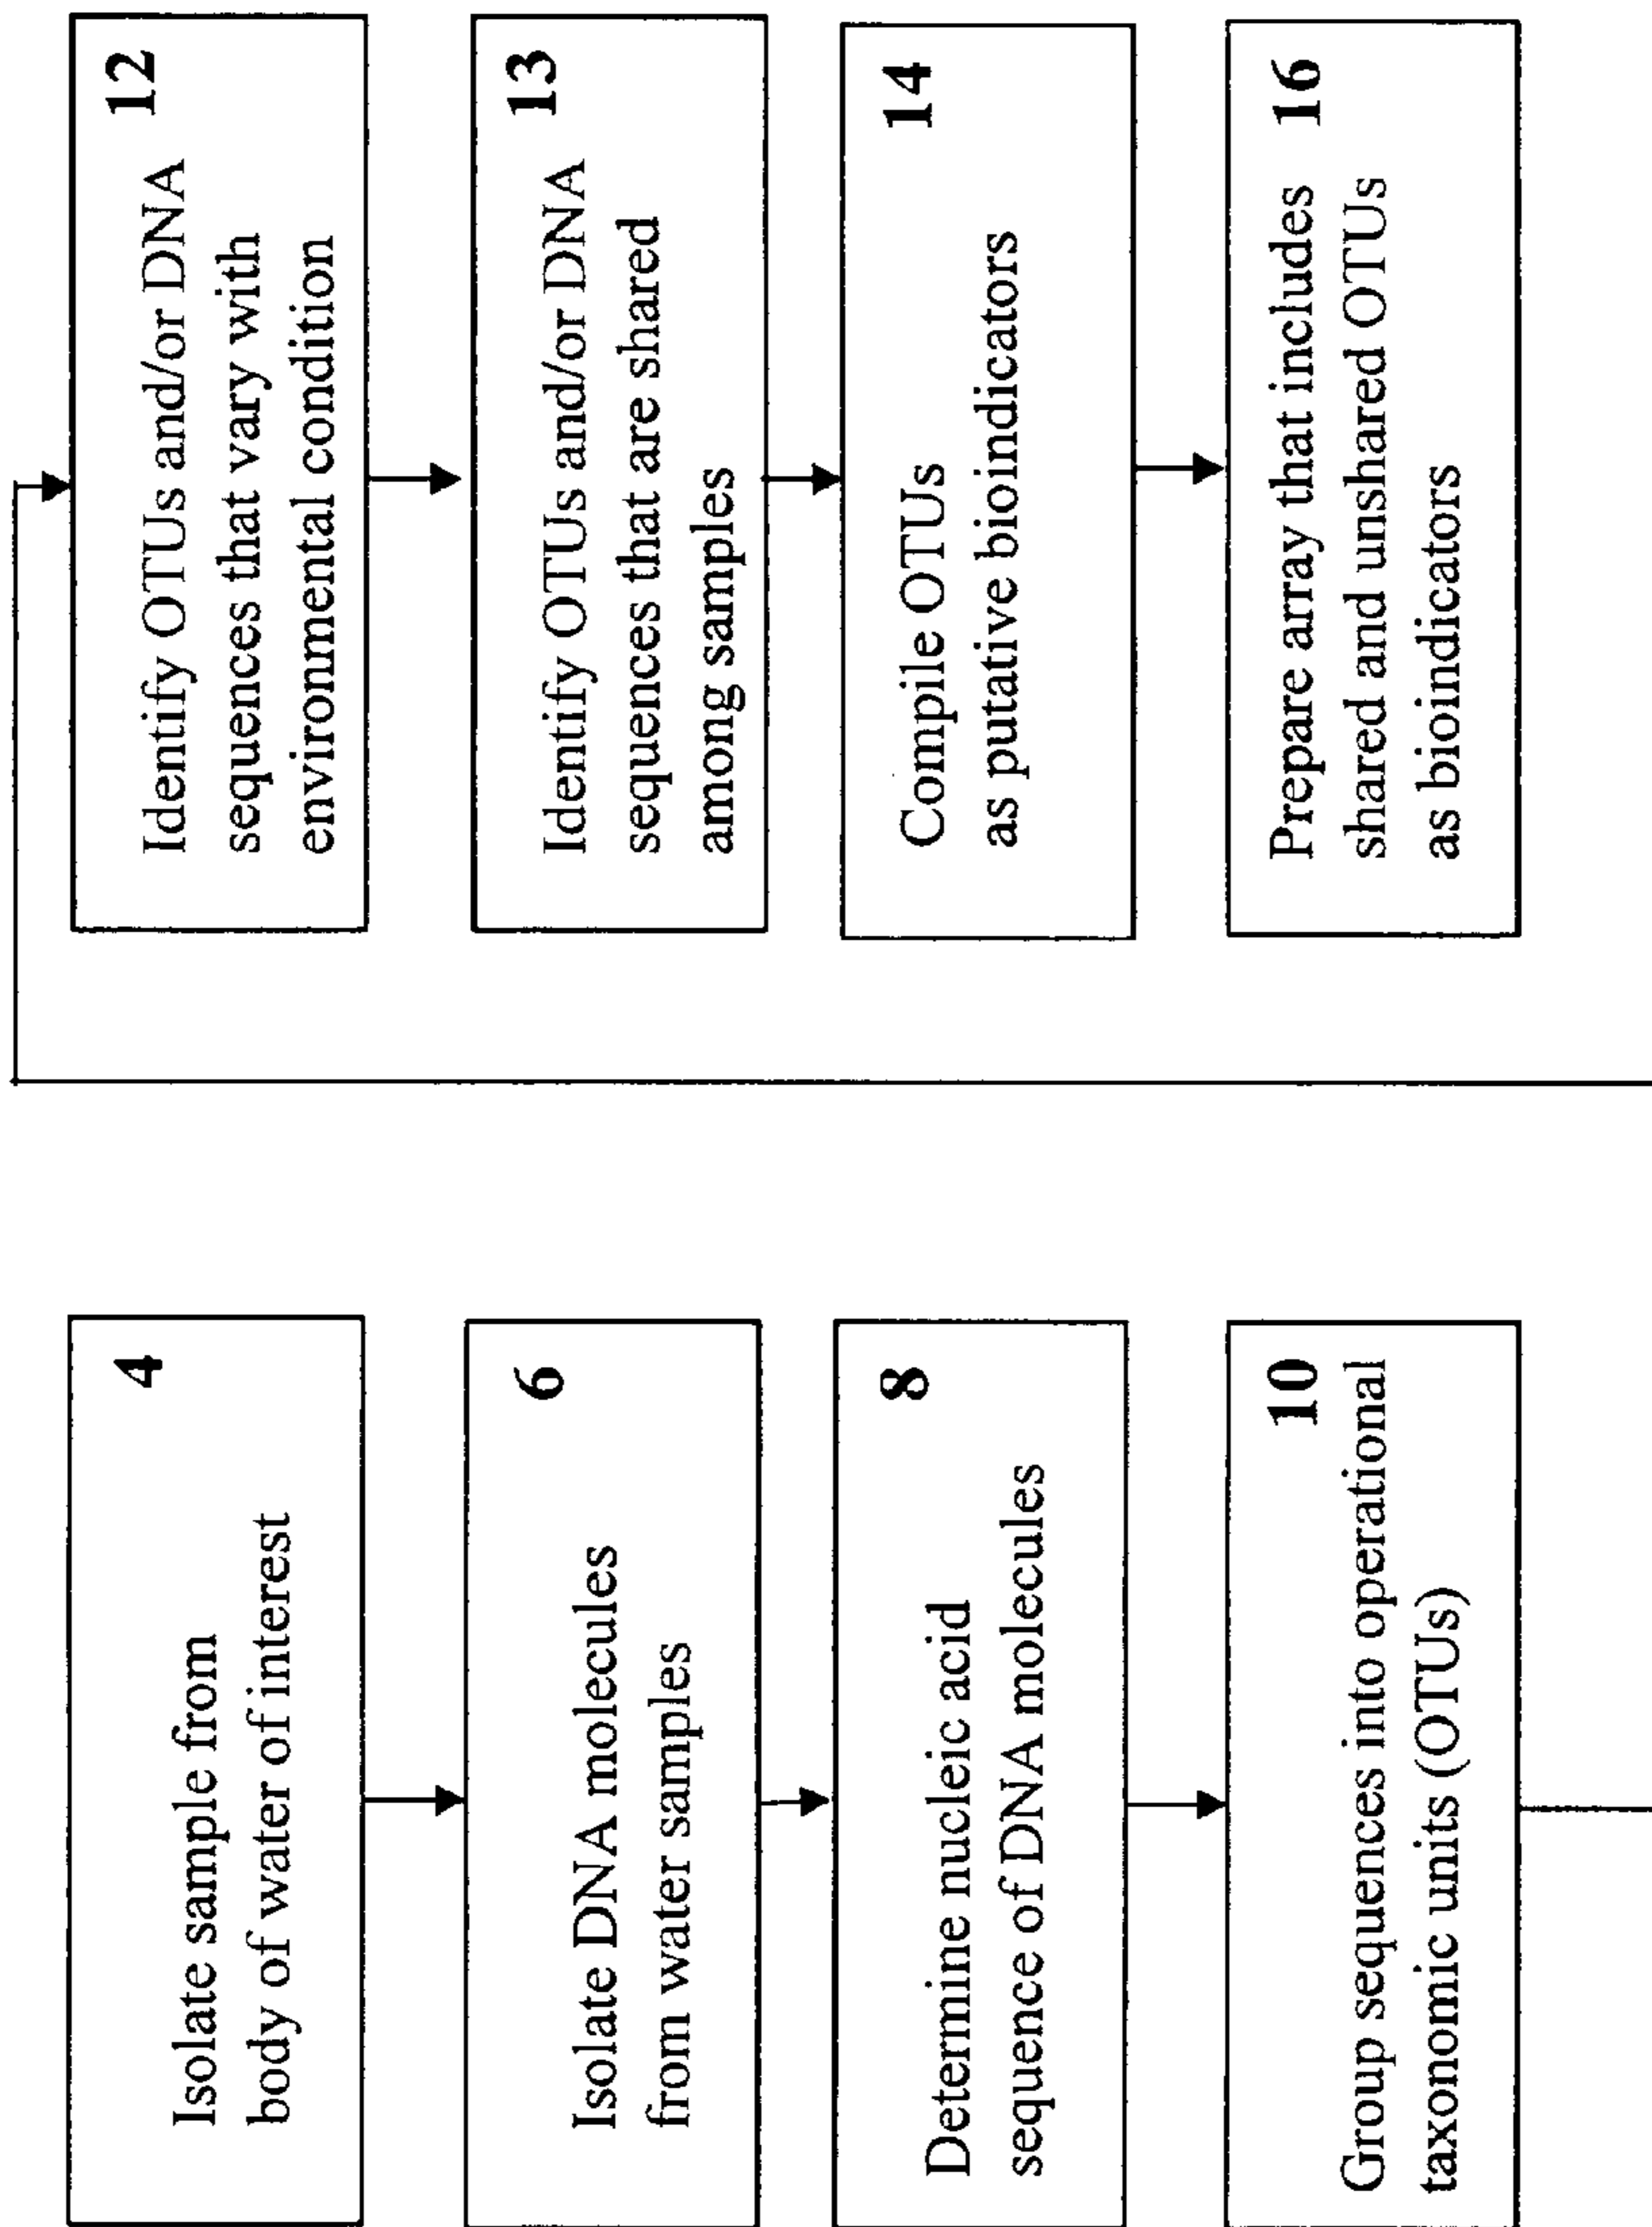 4
Isolate sample from
body of water of interest
6
Isolate DNA molecules
from water samples
8
Determine nucleic acid
sequence of DNA molecules
10
Group sequences into operational
taxonomic units (OTUs)
12
Identify OTUs and/or DNA
sequences that vary with
environmental condition
13
Identify OTUs and/or DNA
sequences that are shared
among samples
14
Compile OTUs
as putative bioindicators
16
Prepare array that includes
shared and unshared OTUs
as bioindicators